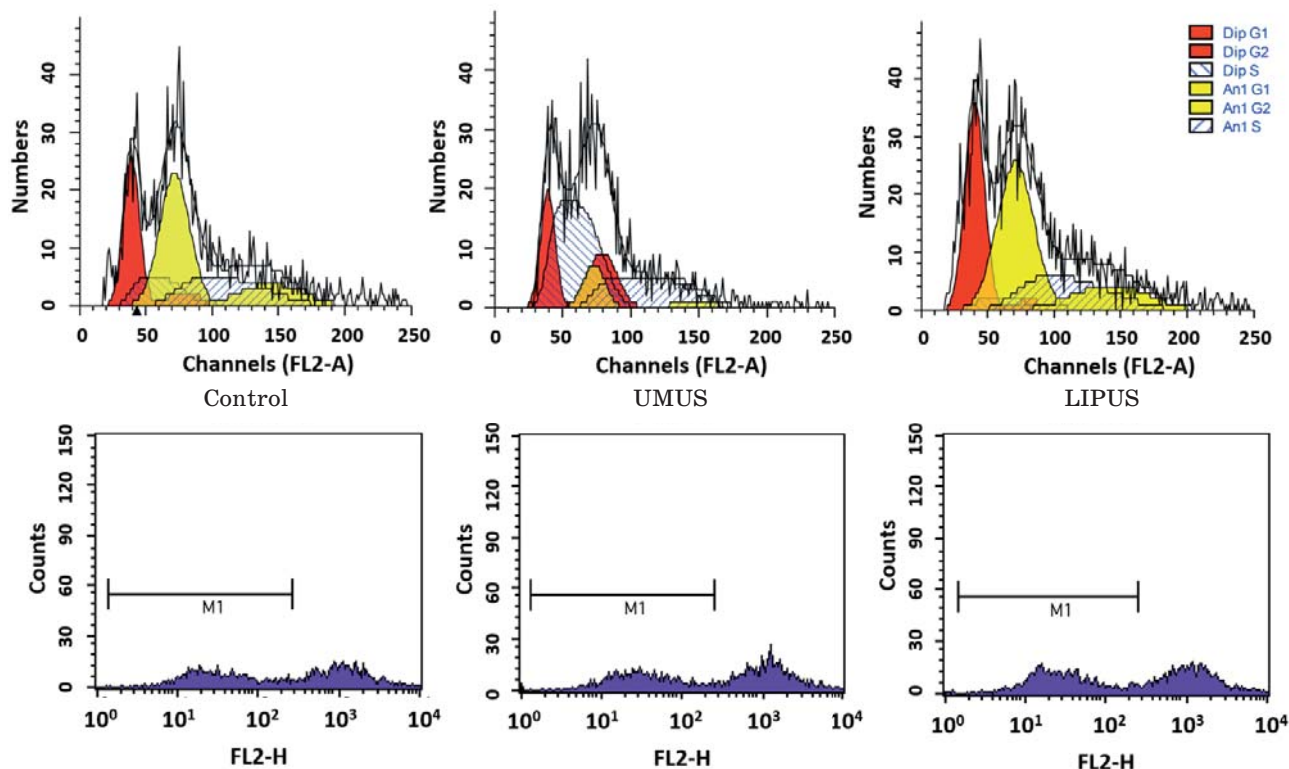 Numbers
40
30
20
10
0
0 50 100 150 200 250
Channels (FL2-A)
Control
Numbers
40
30
20
10
0
0 50 100 150 200 250
Channels (FL2-A)
UMUS
Numbers
40
30
20
10
0
0 50 100 150 200 250
Channels (FL2-A)
LIPUS
Dip G1
Dip G2
Dip S
An1 G1
An1 G2
An1 S
Counts
150
120
90
60
30
0
M1
10⁰ 10¹ 10² 10³ 10⁴
FL2-H
Counts
150
120
90
60
30
0
M1
10⁰ 10¹ 10² 10³ 10⁴
FL2-H
Counts
150
120
90
60
30
0
M1
10⁰ 10¹ 10² 10³ 10⁴
FL2-H